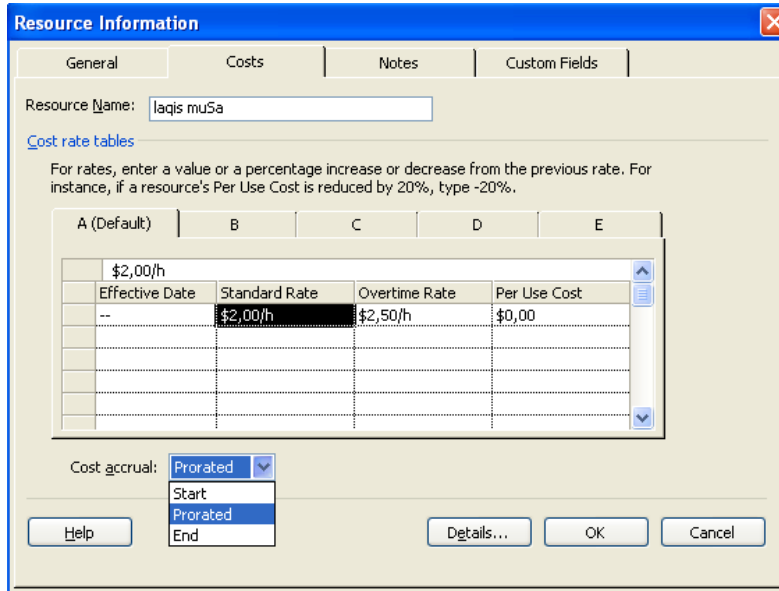 Resource Information
General Costs Notes Custom Fields
Resource Name: laqis muSa
Cost rate tables
For rates, enter a value or a percentage increase or decrease from the previous rate. For
instance, if a resource's Per Use Cost is reduced by 20%, type -20%.
A (Default) B C D E
$2,00/h
Effective Date Standard Rate Overtime Rate Per Use Cost
-- $2,00/h $2,50/h $0,00
Cost accrual: Prorated
Start
Prorated
End
Help Details... OK Cancel